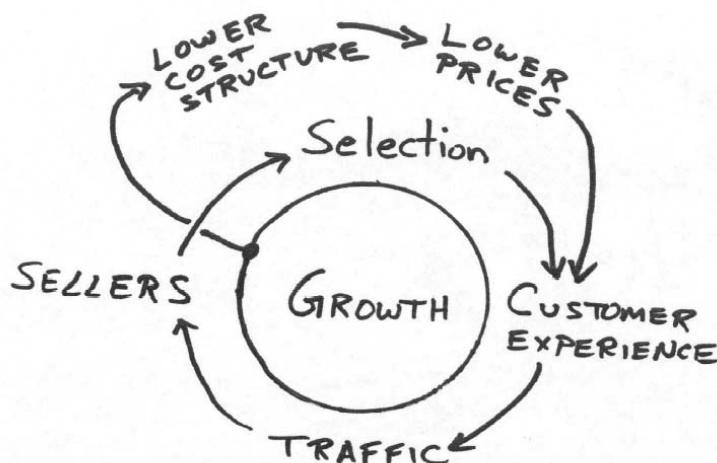 LOWER
COST
STRUCTURE
LOWER
PRICES
Selection
SELLERS
GROWTH
CUSTOMER
EXPERIENCE
TRAFFIC